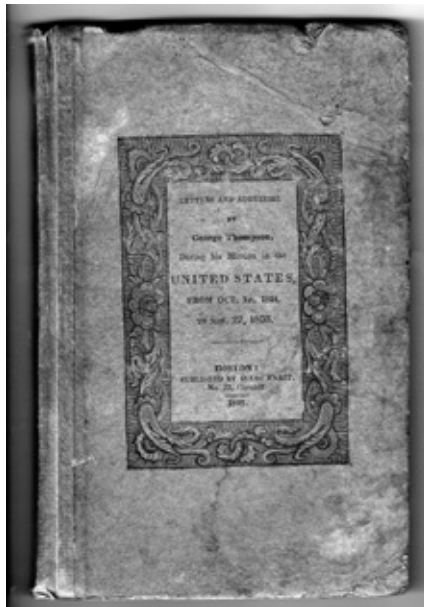 LETTERS AND ADDRESSES
BY
George Thompson,
During his Mission in the
UNITED STATES,
FROM OCT. 1st, 1834,
TO NOV. 27, 1835.
BOSTON:
PUBLISHED BY ISAAC KNAPP,
No. 25, Cornhill
1837.